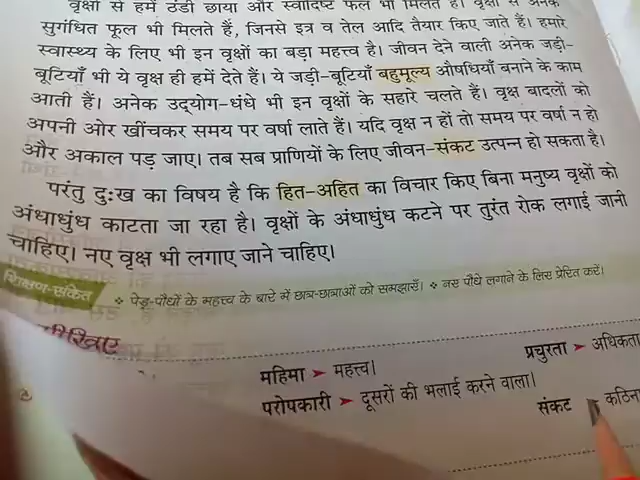 वृक्षों से हमें ठंडी छाया और स्वादिष्ट फल भी मिलते हैं। वृक्षों से अनेक
सुगंधित फूल भी मिलते हैं, जिनसे इत्र व तेल आदि तैयार किए जाते हैं। हमारे
स्वास्थ्य के लिए भी इन वृक्षों का बड़ा महत्त्व है। जीवन देने वाली अनेक जड़ी-
बूटियाँ भी ये वृक्ष ही हमें देते हैं। ये जड़ी-बूटियाँ बहुमूल्य औषधियाँ बनाने के काम
आती हैं। अनेक उद्योग-धंधे भी इन वृक्षों के सहारे चलते हैं। वृक्ष बादलों को
अपनी ओर खींचकर समय पर वर्षा लाते हैं। यदि वृक्ष न हों तो समय पर वर्षा न हो
और अकाल पड़ जाए। तब सब प्राणियों के लिए जीवन-संकट उत्पन्न हो सकता है।
परंतु दुःख का विषय है कि हित-अहित का विचार किए बिना मनुष्य वृक्षों को
अंधाधुंध काटता जा रहा है। वृक्षों के अंधाधुंध कटने पर तुरंत रोक लगाई जानी
चाहिए। नए वृक्ष भी लगाए जाने चाहिए।
शिक्षण-संकेत
❖ पेड़-पौधों के महत्त्व के बारे में छात्र-छात्राओं को समझाएँ। ❖ नए पौधे लगाने के लिए प्रेरित करें।
महिमा ➤ महत्त्व। प्रचुरता ➤ अधिकता
परोपकारी ➤ दूसरों की भलाई करने वाला। संकट